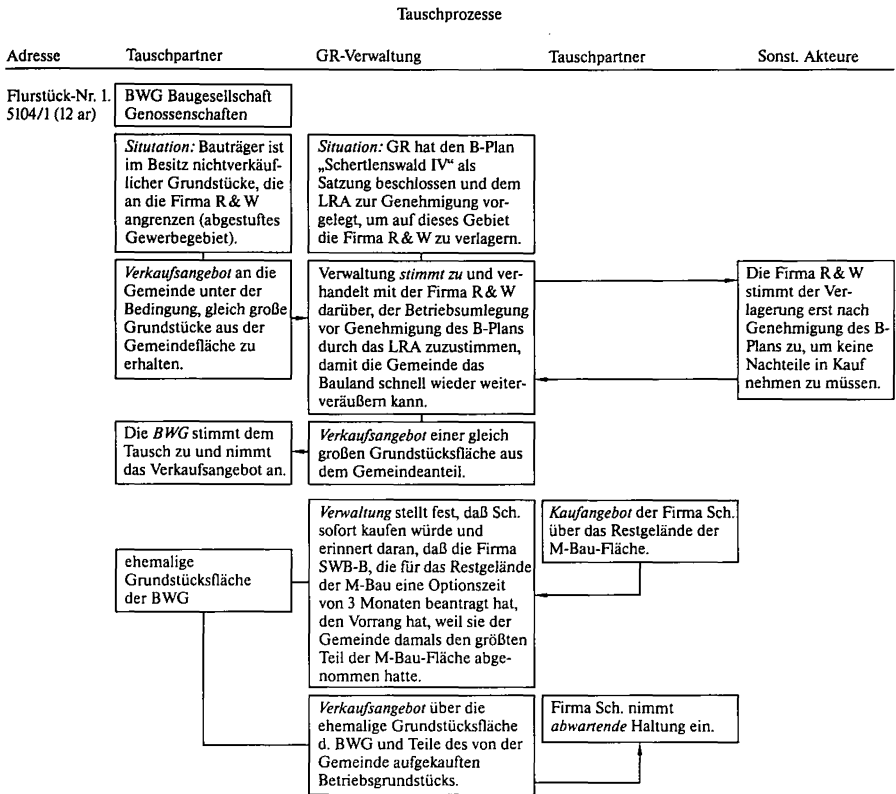 Tauschprozesse
Adresse Tauschpartner GR-Verwaltung Tauschpartner Sonst. Akteure
Flurstück-Nr. 1.
5104/1 (12 ar)
BWG Baugesellschaft
Genossenschaften
Situtation: Bauträger ist
im Besitz nichtverkäuf-
licher Grundstücke, die
an die Firma R & W
angrenzen (abgestuftes
Gewerbegebiet).
Situation: GR hat den B-Plan
„Schertlenswald IV“ als
Satzung beschlossen und dem
LRA zur Genehmigung vor-
gelegt, um auf dieses Gebiet
die Firma R & W zu verlagern.
Verkaufsangebot an die
Gemeinde unter der
Bedingung, gleich große
Grundstücke aus der
Gemeindefläche zu
erhalten.
Verwaltung stimmt zu und ver-
handelt mit der Firma R & W
darüber, der Betriebsumlegung
vor Genehmigung des B-Plans
durch das LRA zuzustimmen,
damit die Gemeinde das
Bauland schnell wieder weiter-
veräußern kann.
Die Firma R & W
stimmt der Ver-
lagerung erst nach
Genehmigung des B-
Plans zu, um keine
Nachteile in Kauf
nehmen zu müssen.
Die BWG stimmt dem
Tausch zu und nimmt
das Verkaufsangebot an.
Verkaufsangebot einer gleich
großen Grundstücksfläche aus
dem Gemeindeanteil.
ehemalige
Grundstücksfläche
der BWG
Verwaltung stellt fest, daß Sch.
sofort kaufen würde und
erinnert daran, daß die Firma
SWB-B, die für das Restgelände
der M-Bau eine Optionszeit
von 3 Monaten beantragt hat,
den Vorrang hat, weil sie der
Gemeinde damals den größten
Teil der M-Bau-Fläche abge-
nommen hatte.
Kaufangebot der Firma Sch.
über das Restgelände der
M-Bau-Fläche.
Verkaufsangebot über die
ehemalige Grundstücksfläche
d. BWG und Teile des von der
Gemeinde aufgekauften
Betriebsgrundstücks.
Firma Sch. nimmt
abwartende Haltung ein.